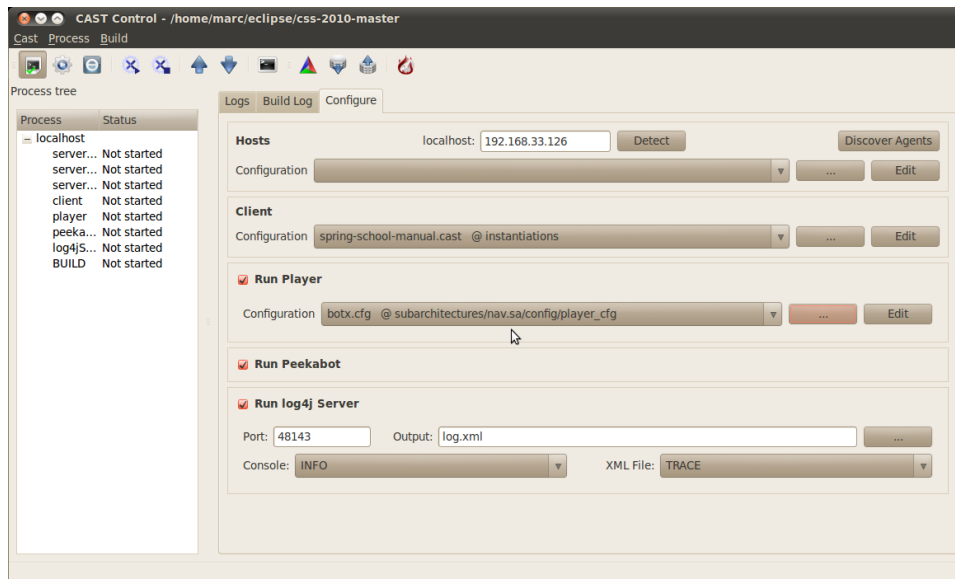 CAST Control - /home/marc/eclipse/css-2010-master
Cast Process Build
Process tree
Process Status
localhost
server... Not started
server... Not started
server... Not started
client Not started
player Not started
peeka... Not started
log4jS... Not started
BUILD Not started
Logs Build Log Configure
Hosts localhost: 192.168.33.126 Detect Discover Agents
Configuration ... Edit
Client
Configuration spring-school-manual.cast @ instantiations ... Edit
Run Player
Configuration botx.cfg @ subarchitectures/nav.sa/config/player_cfg ... Edit
Run Peekabot
Run log4j Server
Port: 48143 Output: log.xml ...
Console: INFO XML File: TRACE